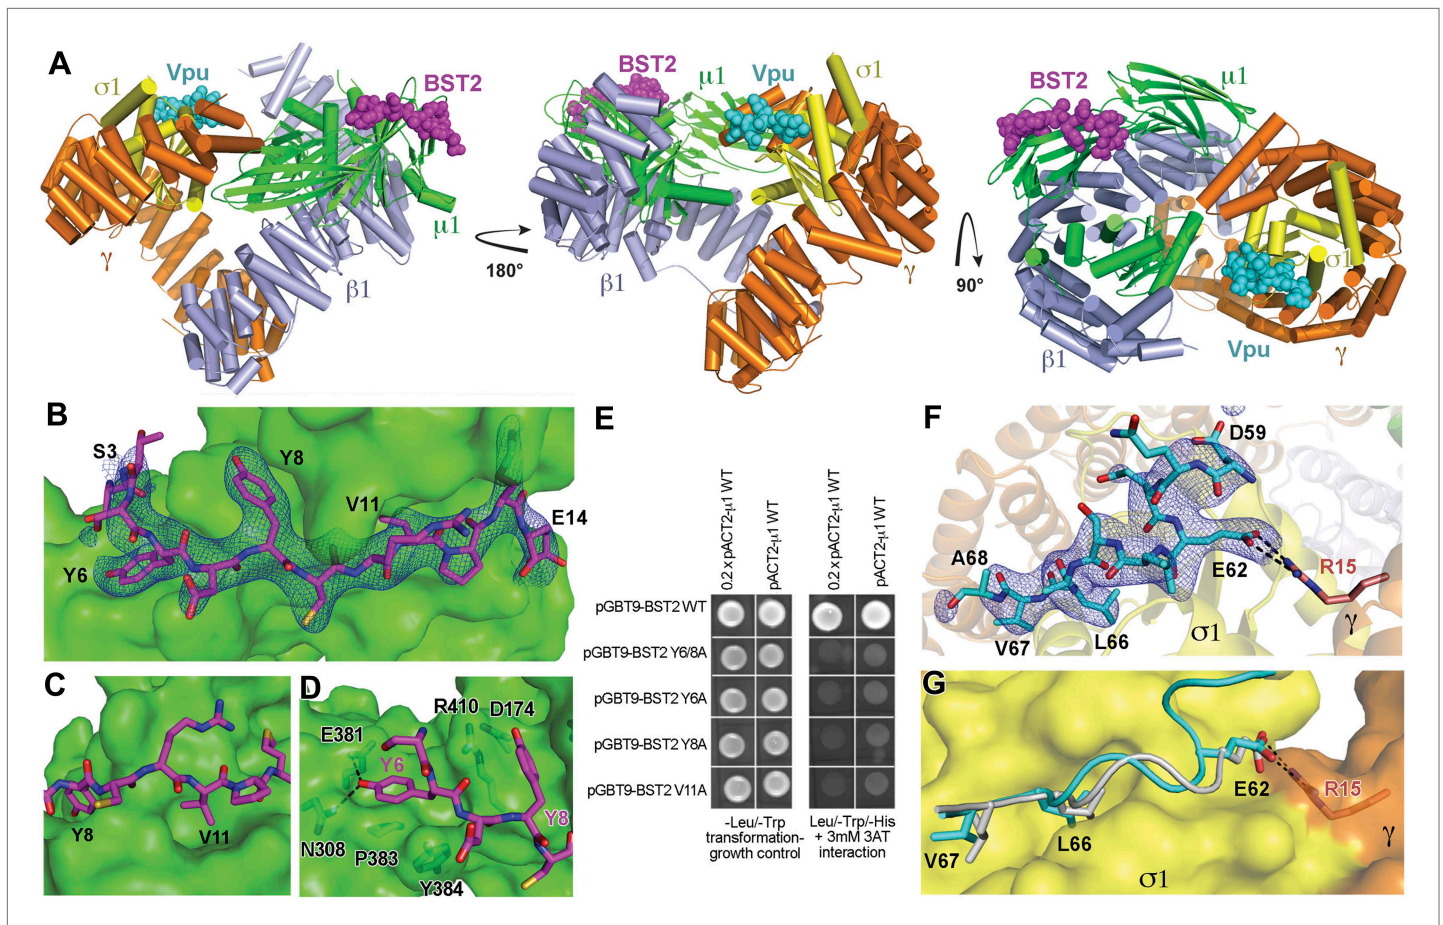 A
σ1
Vpu
BST2
μ1
γ
β1
180°
BST2
μ1
Vpu
σ1
β1
γ
90°
BST2
μ1
σ1
Vpu
β1
γ
B
S3
Y8
V11
Y6
E14
C
Y8
V11
D
R410
D174
E381
Y6
Y8
N308
P383
Y384
E
0.2 x pACT2-μ1 WT
pACT2-μ1 WT
0.2 x pACT2-μ1 WT
pACT2-μ1 WT
pGBT9-BST2 WT
pGBT9-BST2 Y6/8A
pGBT9-BST2 Y6A
pGBT9-BST2 Y8A
pGBT9-BST2 V11A
-Leu/-Trp
transformation-
growth control
Leu/-Trp/-His
+ 3mM 3AT
interaction
F
D59
A68
E62
R15
V67
L66
σ1
γ
G
E62
R15
L66
V67
σ1
γ